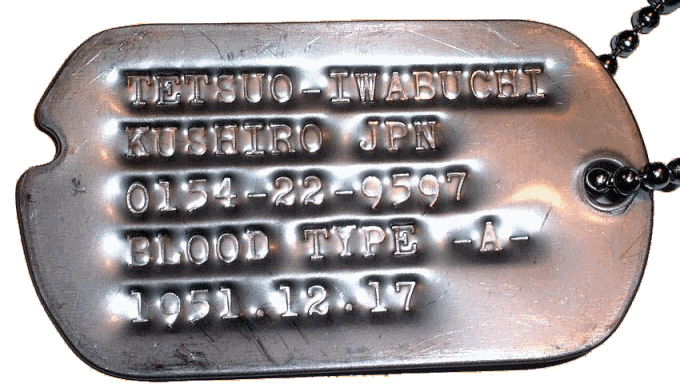 TETSUO-IWABUCHI
KUSHIRO JPN
0154-22-9597
BLOOD TYPE -A-
1951.12.17